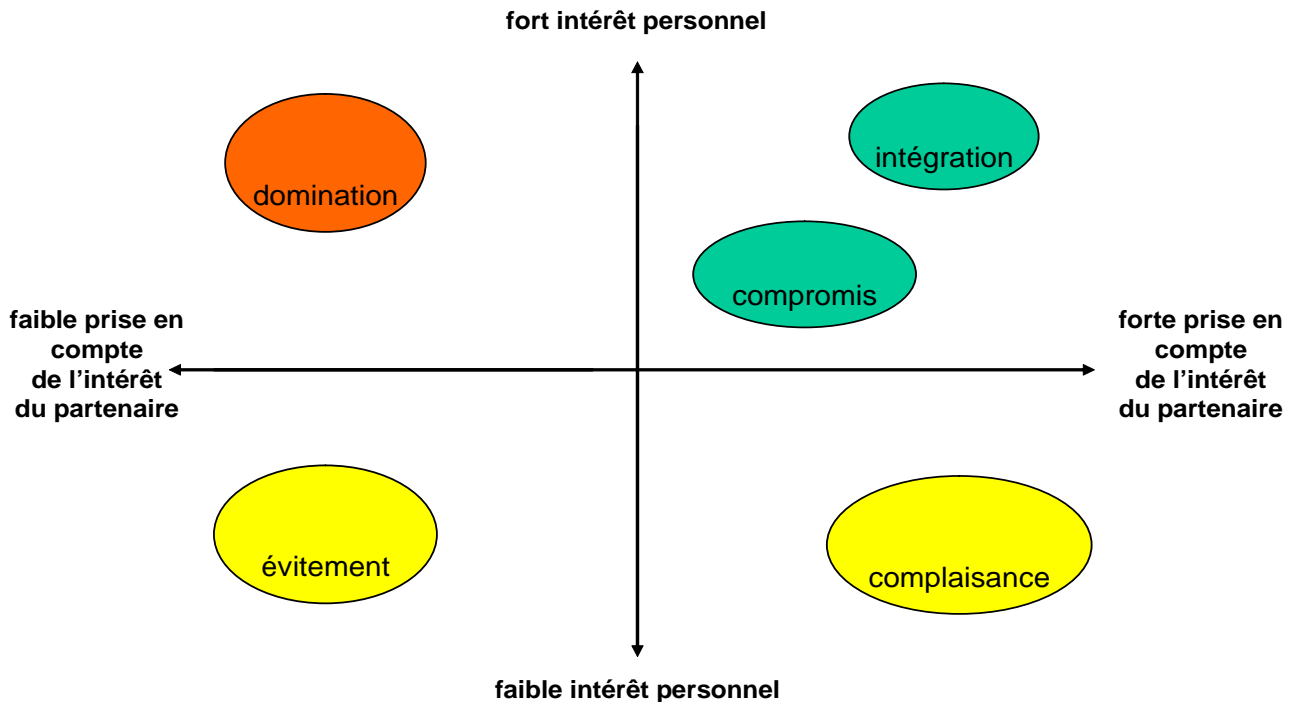 fort intérêt personnel
intégration
domination
compromis
faible prise en
compte
de l’intérêt
du partenaire
forte prise en
compte
de l’intérêt
du partenaire
évitement
complaisance
faible intérêt personnel